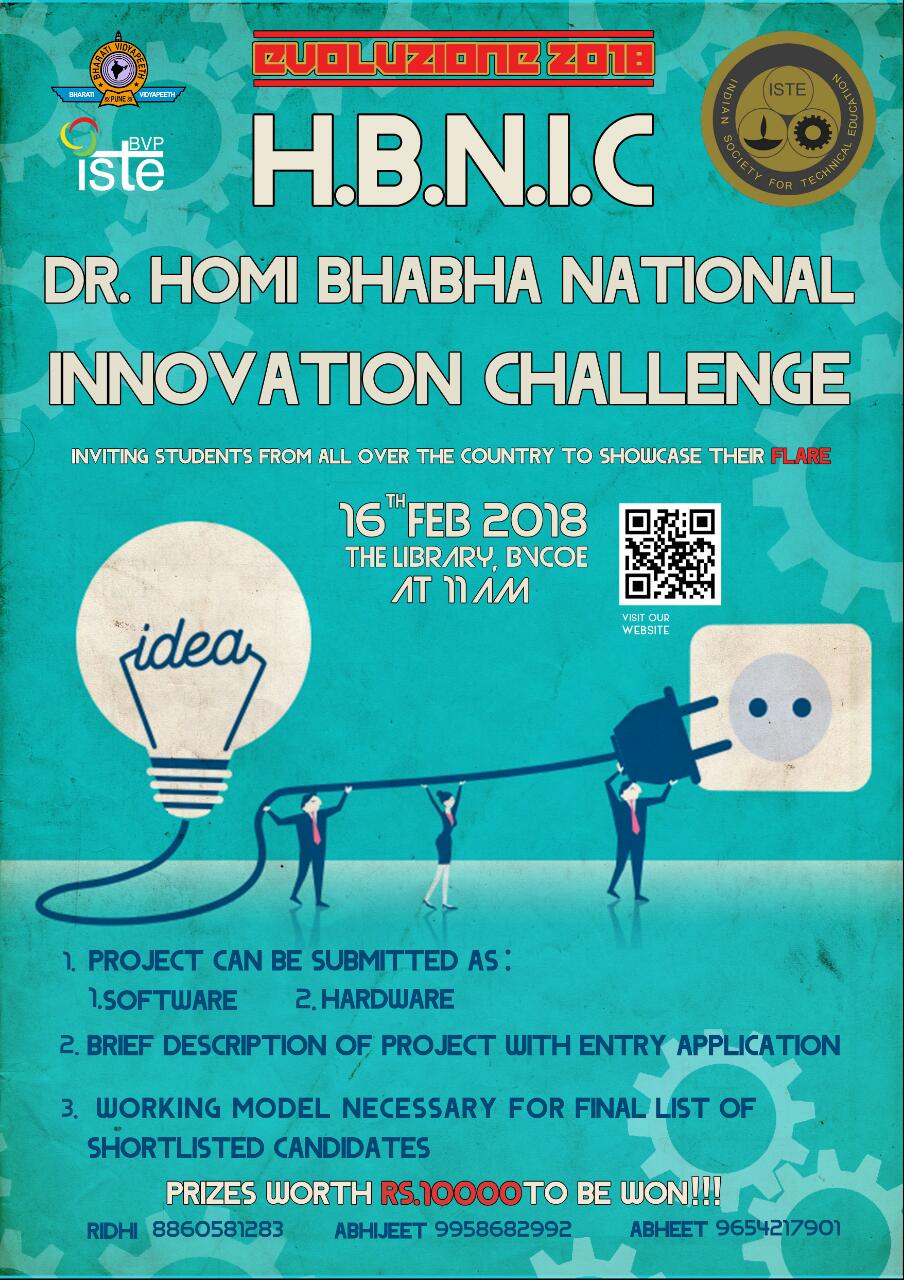 EVOLUZIONE 2018
BHARATI VIDYAPEETH
PUNE
BHARATI VIDYAPEETH
BVP
iste
ISTE
INDIAN SOCIETY FOR TECHNICAL EDUCATION
H.B.N.I.C
DR. HOMI BHABHA NATIONAL
INNOVATION CHALLENGE
INVITING STUDENTS FROM ALL OVER THE COUNTRY TO SHOWCASE THEIR FLARE
16TH FEB 2018
THE LIBRARY, BVCOE
AT 11 AM
VISIT OUR
WEBSITE
idea
1. PROJECT CAN BE SUBMITTED AS :
1.SOFTWARE 2. HARDWARE
2. BRIEF DESCRIPTION OF PROJECT WITH ENTRY APPLICATION
3. WORKING MODEL NECESSARY FOR FINAL LIST OF
SHORTLISTED CANDIDATES
PRIZES WORTH RS.10000 TO BE WON!!!
RIDHI 8860581283 ABHIJEET 9958682992 ABHEET 9654217901